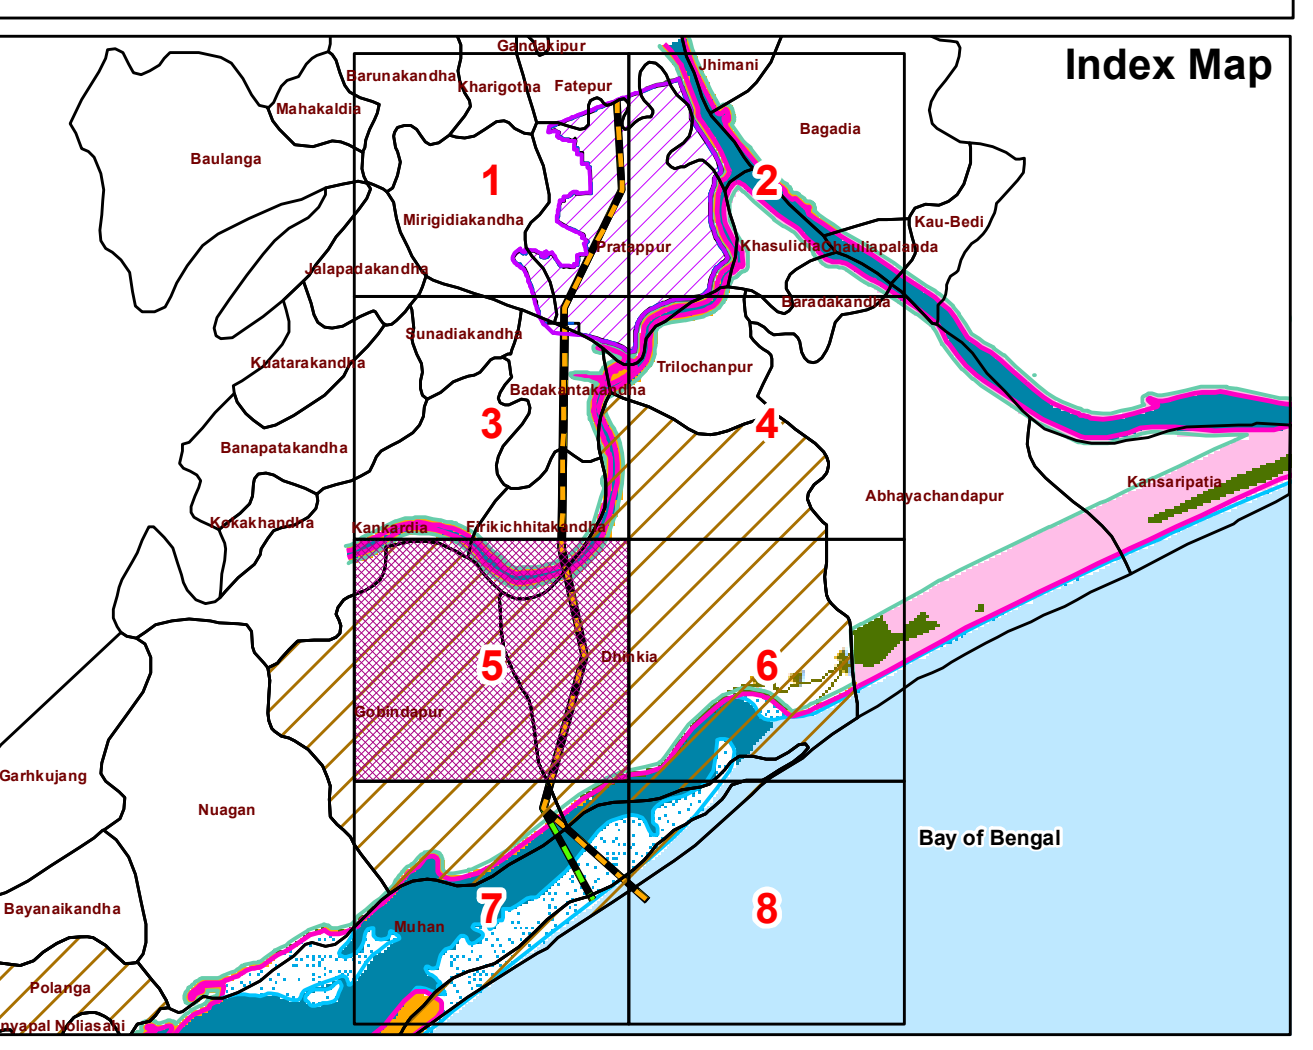 Index Map
Gandakipur
Jhimani
Barunakandha
Kharigotha
Fatepur
Mahakaldia
Bagadia
Baulanga
1
2
Mirigidiakandha
Kau-Bedi
Pratappur
Khasulidia
Chauliapalanda
Jalapadakandha
Baradakandha
Sunadiakandha
Kuatarakandha
Trilochanpur
Badakantakandha
3
4
Banapatakandha
Kansaripatia
Abhayachandapur
Kokakhandha
Kankardia
Firikichhitakandha
Dhinkia
5
6
Gobindapur
Garhkujang
Nuagan
Bay of Bengal
Bayanaikandha
7
8
Muhan
Polanga
nyapal Noliasahi